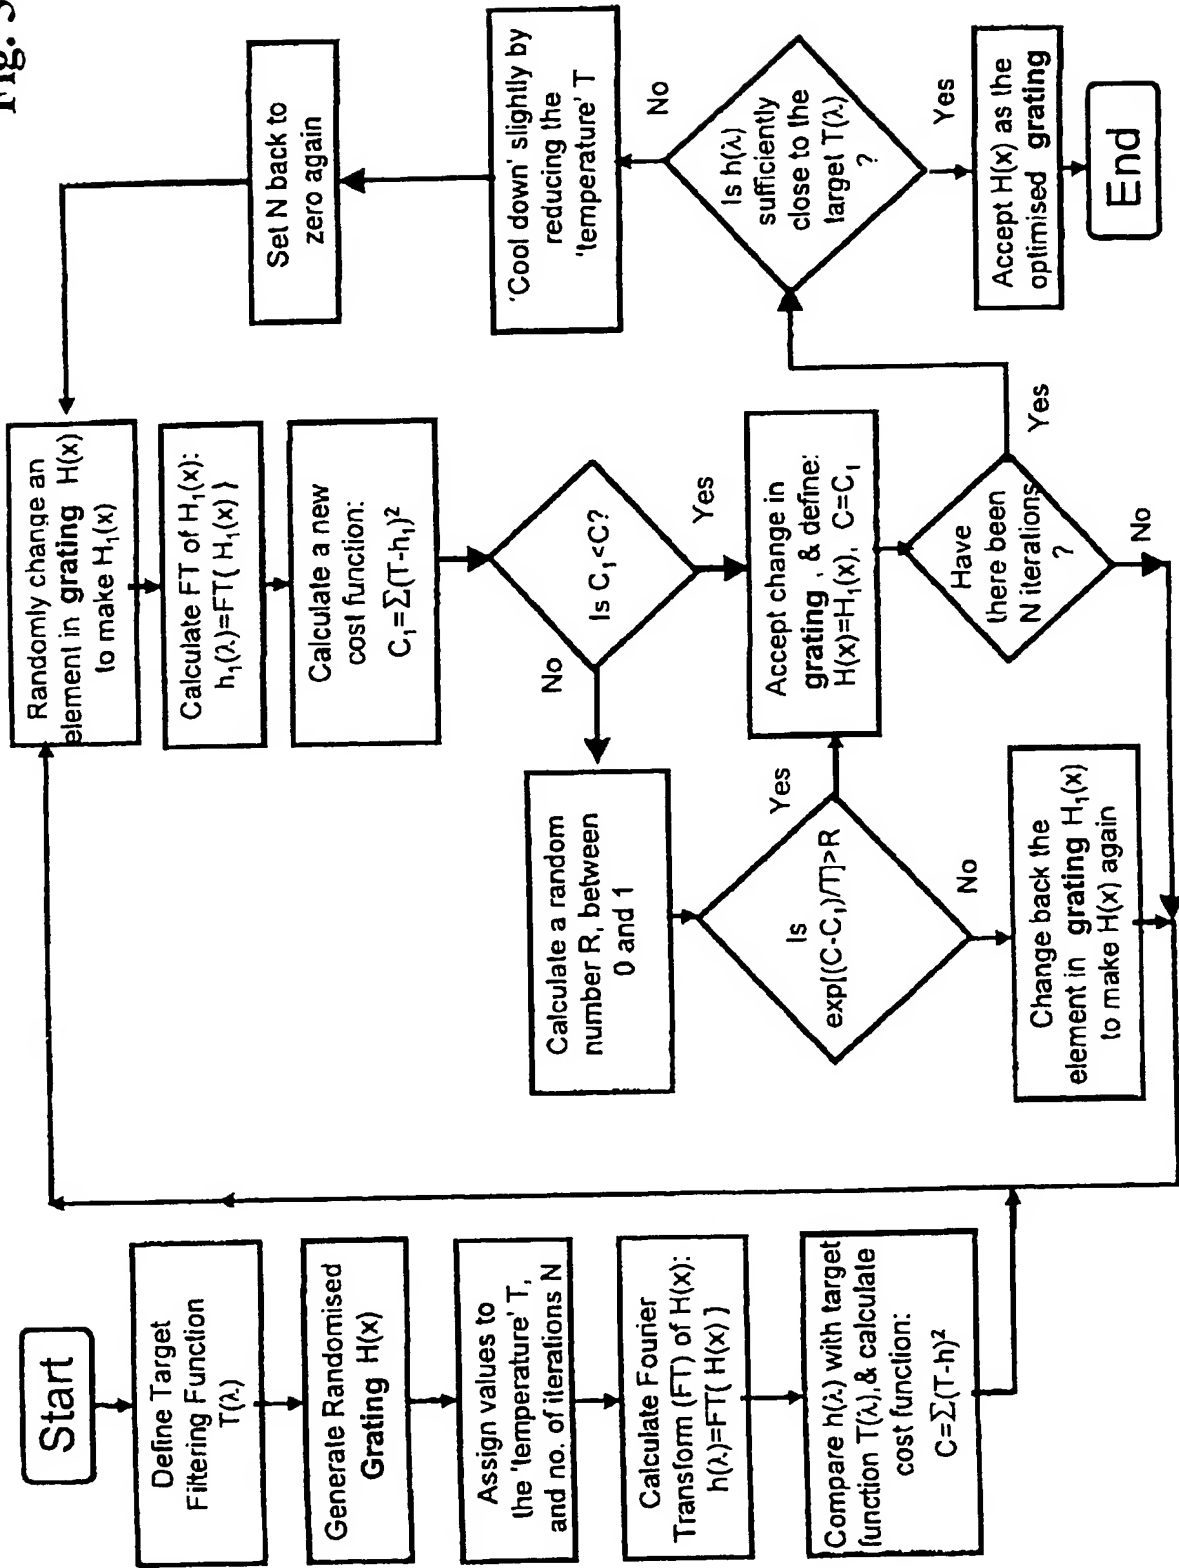 Fig. 3
Start
Define Target
Filtering Function
T(λ)
Generate Randomised
Grating H(x)
Assign values to
the 'temperature' T,
and no. of iterations N
Calculate Fourier
Transform (FT) of H(x):
h(λ)=FT{ H(x) }
Compare h(λ) with target
function T(λ),& calculate
cost function:
C=Σ(T-h)²
Randomly change an
element in grating H(x)
to make H₁(x)
Calculate FT of H₁(x):
h₁(λ)=FT{ H₁(x) }
Calculate a new
cost function:
C₁=Σ(T-h₁)²
Is C₁<C?
No
Yes
Calculate a random
number R, between
0 and 1
Is
exp[(C-C₁)/T]>R
Yes
No
Change back the
element in grating H₁(x)
to make H(x) again
Accept change in
grating , & define:
H(x)=H₁(x), C=C₁
Have
there been
N iterations
?
Yes
No
Is h(λ)
sufficiently
close to the
target T(λ)
?
No
Yes
'Cool down' slightly by
reducing the
'temperature' T
Set N back to
zero again
Accept H(x) as the
optimised grating
End